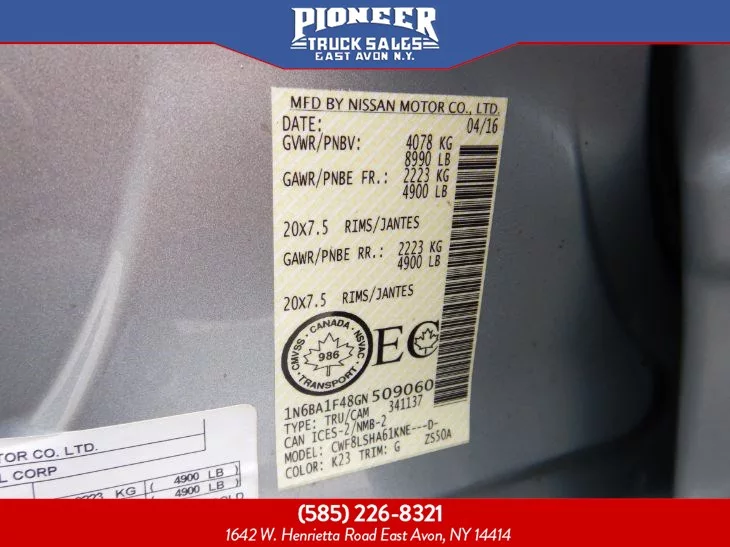 PIONEER
TRUCK SALES
EAST AVON N.Y.
MFD BY NISSAN MOTOR CO., LTD.
DATE: 04/16
GVWR/PNBV: 4078 KG
8990 LB
GAWR/PNBE FR.: 2223 KG
4900 LB
20X7.5 RIMS/JANTES
GAWR/PNBE RR.: 2223 KG
4900 LB
20X7.5 RIMS/JANTES
CANADA · NSVAC · TRANSPORT · CMVSS ·
986
EC
1N6BA1F48GN509060
TYPE: TRU/CAM 341137
CAN ICES-2/NMB-2
MODEL: CWF8LSHA61KNE---D-
COLOR: K23 TRIM: G ZS50A
TOR CO. LTD.
L CORP
2223 KG ( 4900 LB )
( 4900 LB )
(585) 226-8321
1642 W. Henrietta Road East Avon, NY 14414